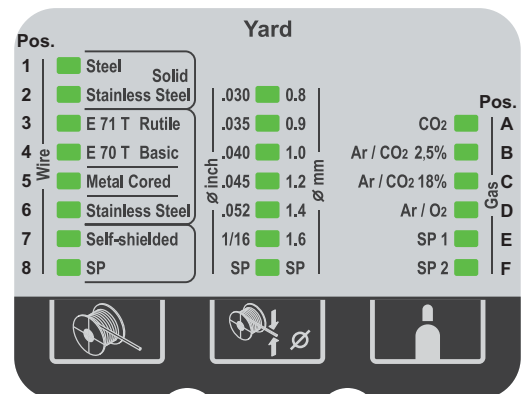 Yard
Pos.
1 Steel
Solid
2 Stainless Steel
3 E 71 T Rutile
4 E 70 T Basic
5 Metal Cored
6 Stainless Steel
7 Self-shielded
8 SP
Wire
.030 0.8
.035 0.9
.040 1.0
.045 1.2
.052 1.4
1/16 1.6
SP SP
ø inch
ø mm
Pos.
CO₂ A
Ar / CO₂ 2,5% B
Ar / CO₂ 18% C
Ar / O₂ D
SP 1 E
SP 2 F
Gas
Ø